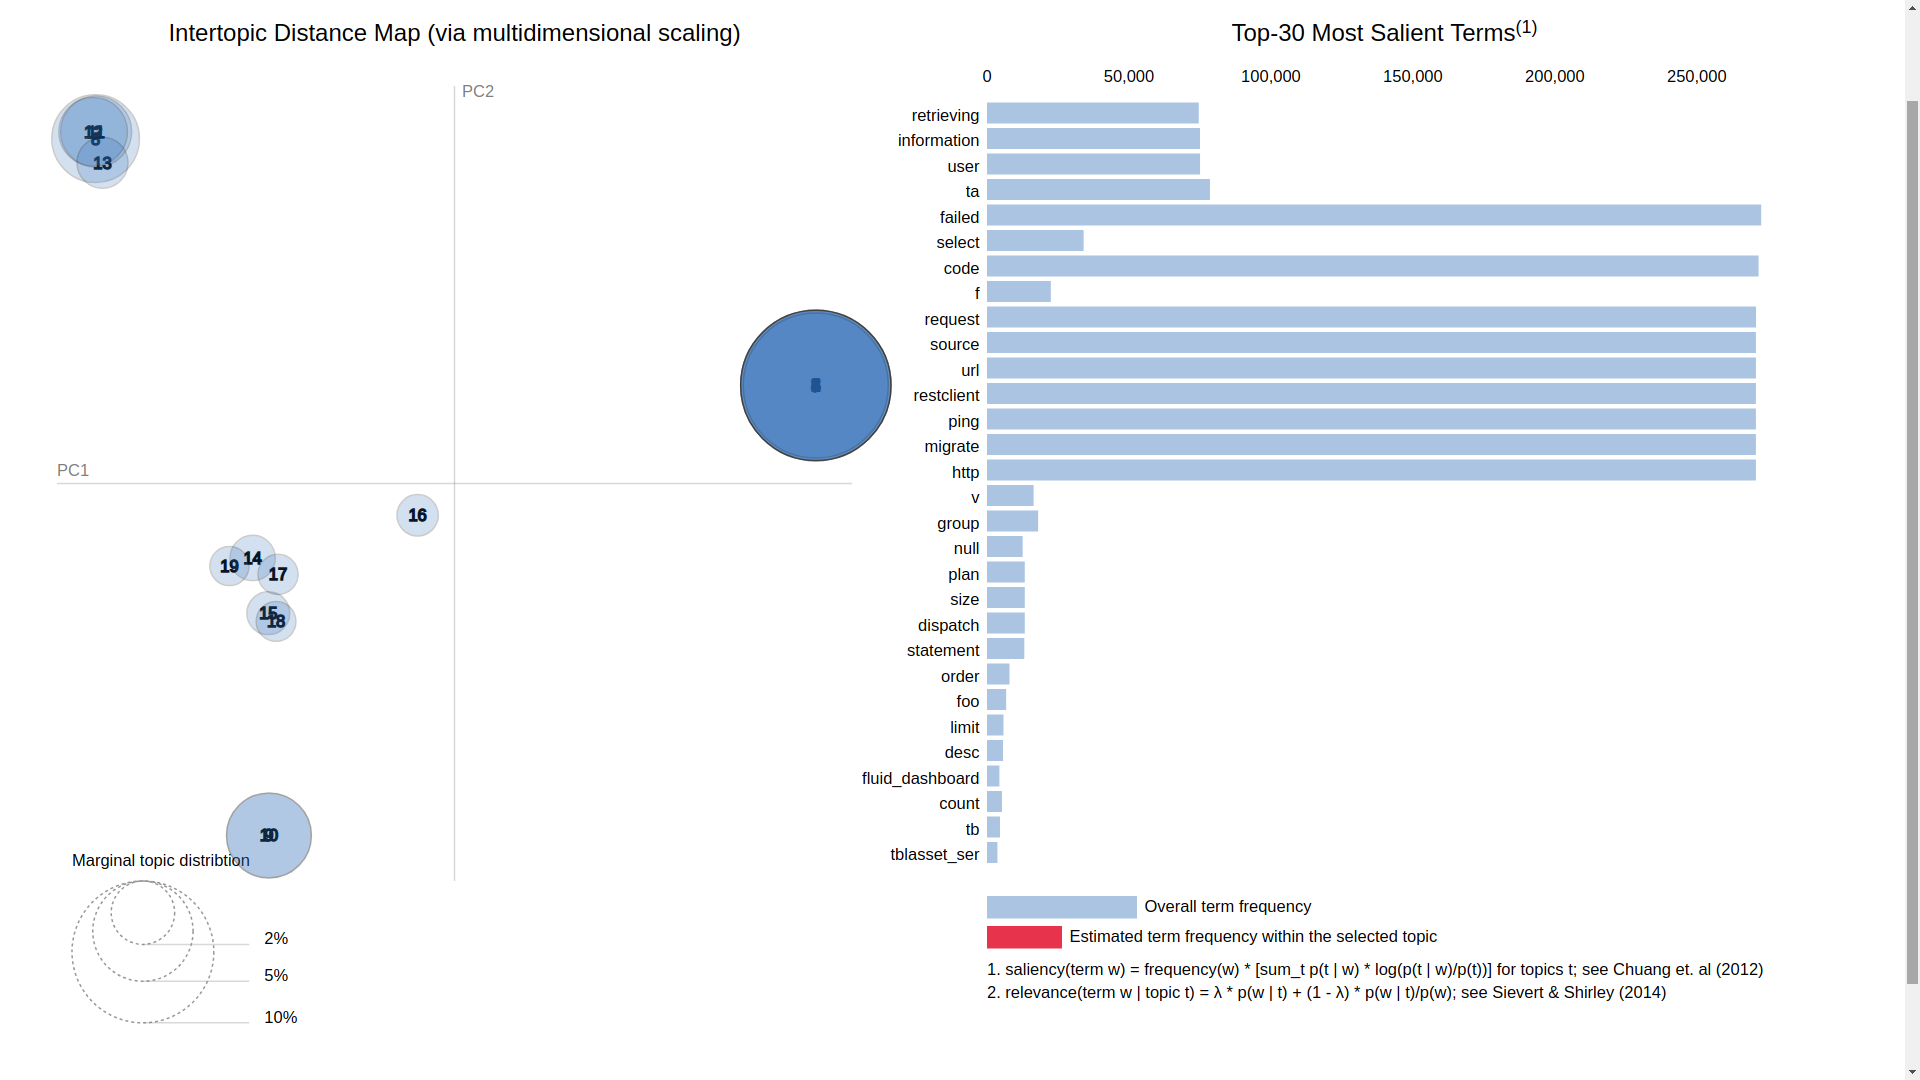 Intertopic Distance Map (via multidimensional scaling)
PC2
PC1
13
16
14
19
17
15
18
10
Marginal topic distribtion
2%
5%
10%
Top-30 Most Salient Terms(1)
0 50,000 100,000 150,000 200,000 250,000
retrieving
information
user
ta
failed
select
code
f
request
source
url
restclient
ping
migrate
http
v
group
null
plan
size
dispatch
statement
order
foo
limit
desc
fluid_dashboard
count
tb
tblasset_ser
Overall term frequency
Estimated term frequency within the selected topic
1. saliency(term w) = frequency(w) * [sum_t p(t | w) * log(p(t | w)/p(t))] for topics t; see Chuang et. al (2012)
2. relevance(term w | topic t) = λ * p(w | t) + (1 - λ) * p(w | t)/p(w); see Sievert & Shirley (2014)